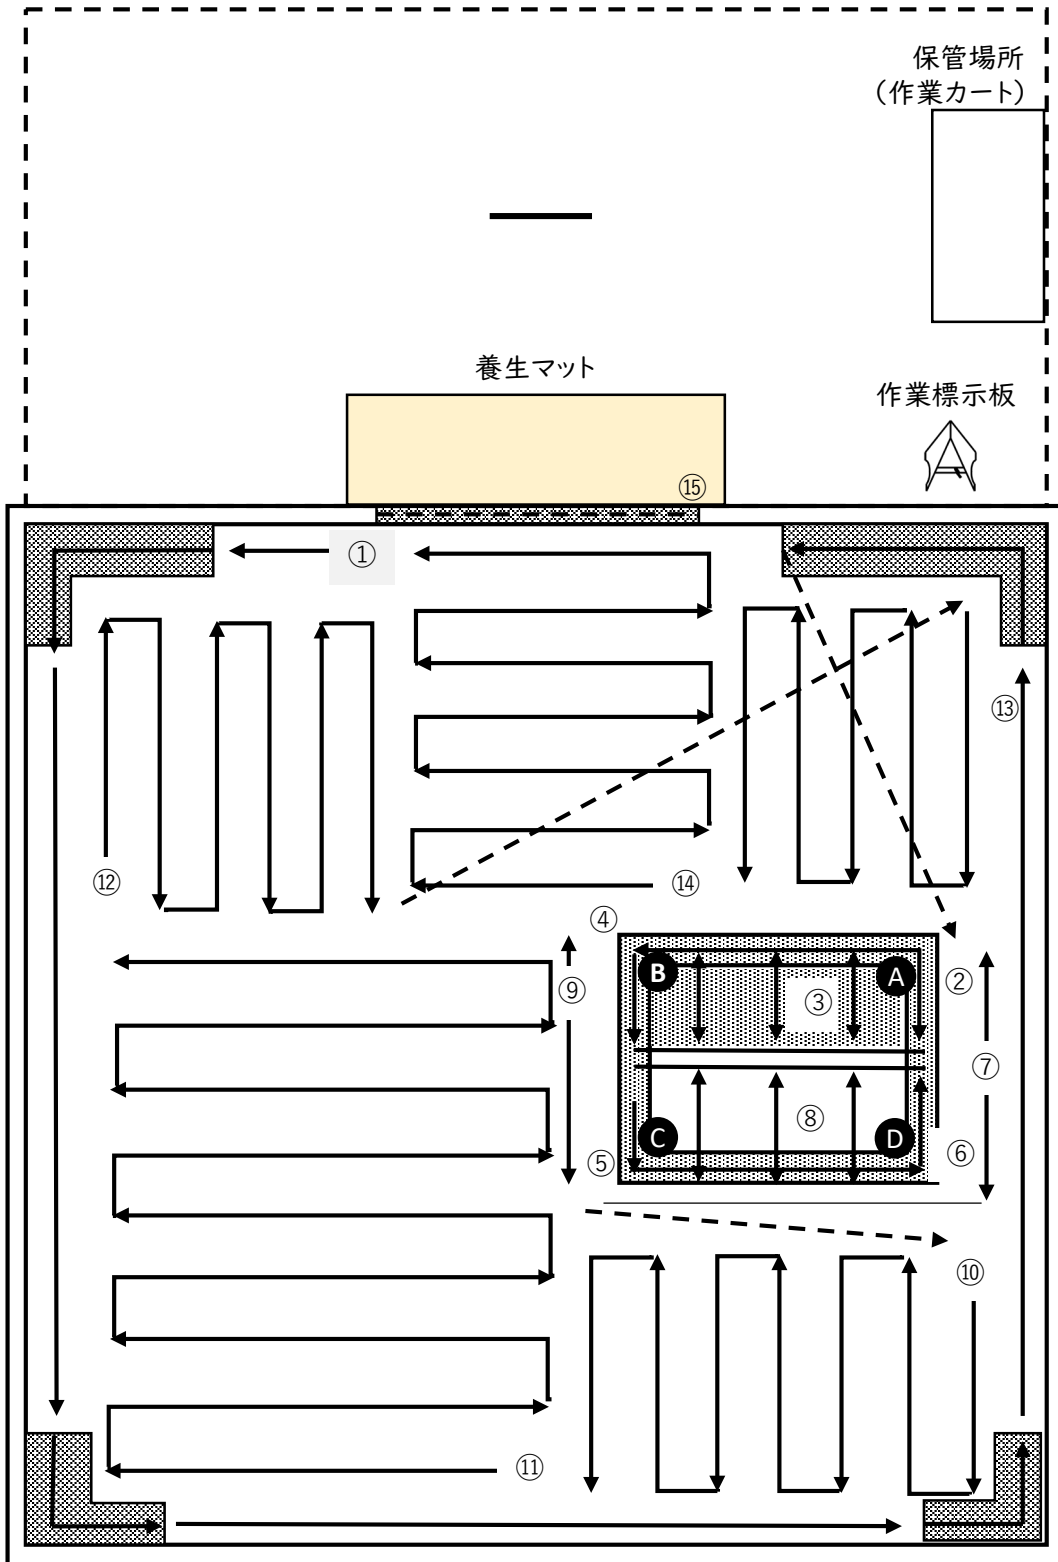 保管場所
(作業カート)
養生マット
作業標示板
⑮
①
⑬
⑫
⑭
④
B
A
②
⑨
③
⑦
⑧
C
D
⑤
⑥
⑩
⑪